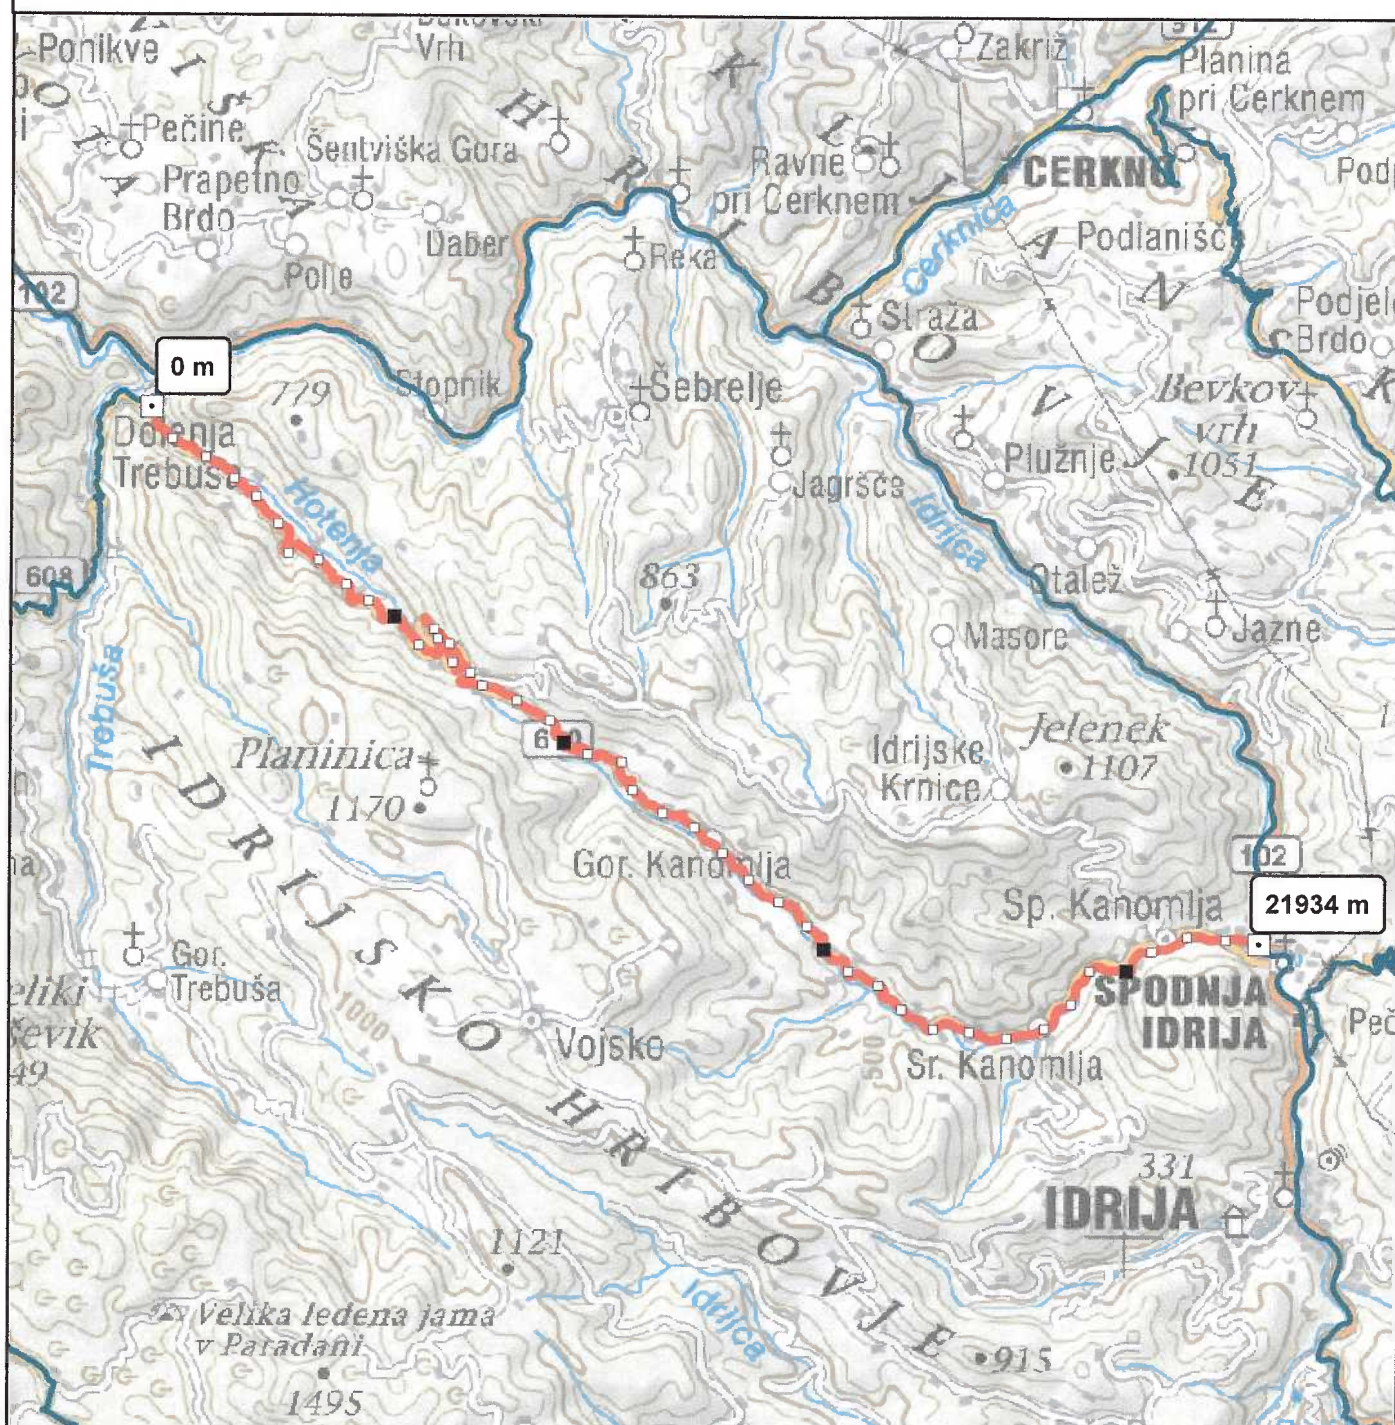 Ponikve
Vrh
Zakriž
Planina
pri Cerknem
Pečine
Šentviška Gora
Ravne
pri Cerknem
CERKNO
Prapetno
Brdo
Daber
Polje
Reka
Cerknica
Podlanišče
102
Straža
Brdo
0 m
779
Stopnik
Šebrelje
Bevkov
vrh
1051
Dolenja
Trebuša
Hotenja
Plužnje
Jagršče
Idrijca
608
863
Otalež
Masore
Jazne
Trebuša
Planinica
1170
Idrijske
Krnice
Jelenek
1107
Gor. Kanomlja
102
Sp. Kanomlja
21934 m
IDRIJSKO HRIBOVJE
Gor.
Trebuša
1000
Vojsko
500
Sr. Kanomlja
SPODNJA
IDRIJA
331
IDRIJA
1121
Idrijca
Velika ledena jama
v Paradani
1495
915